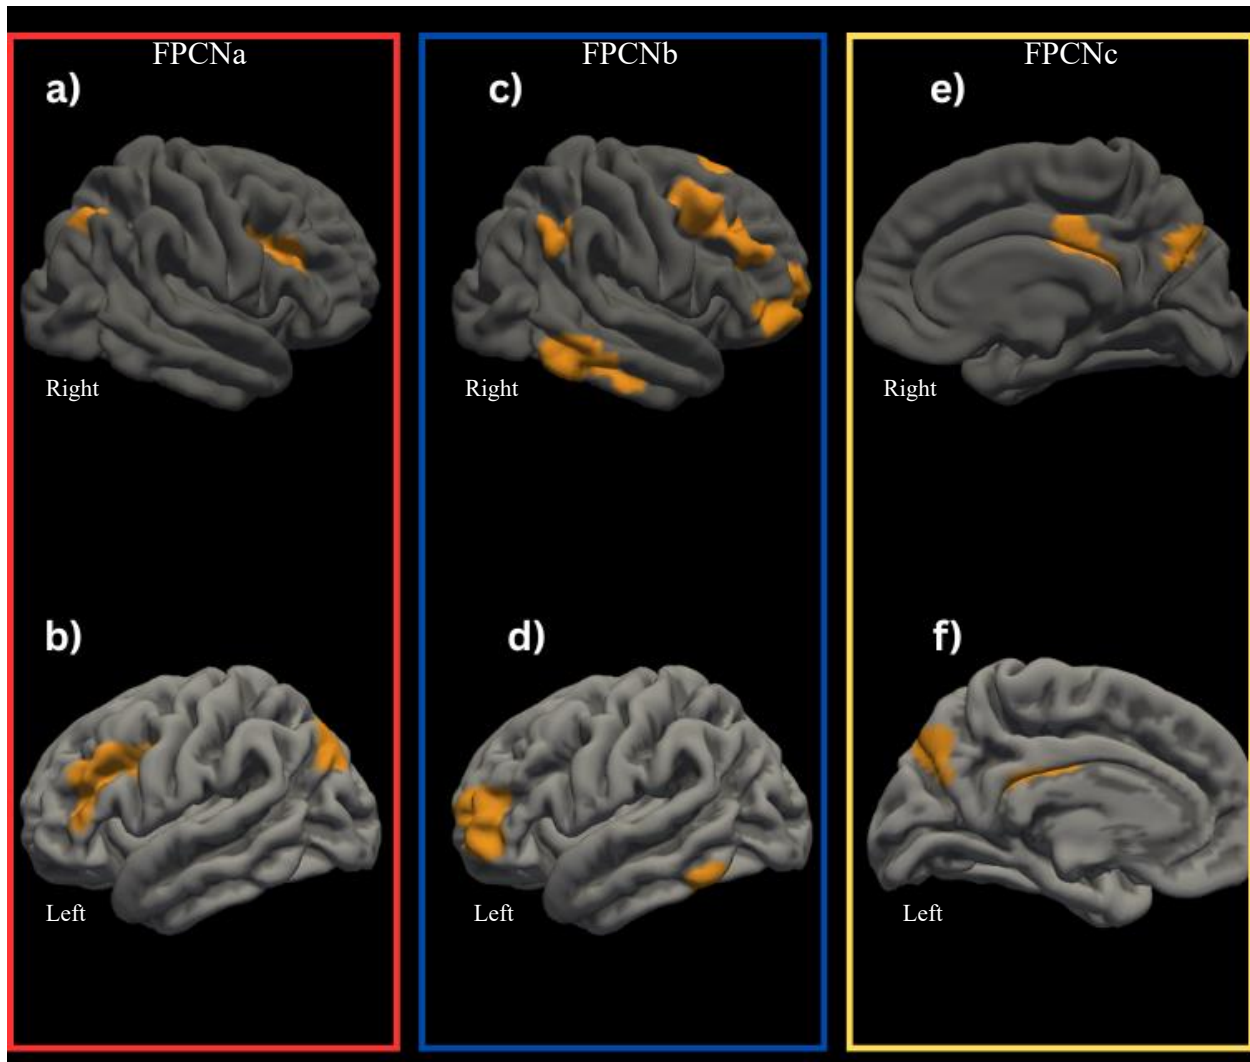 FPCNa
a)
Right
b)
Left
FPCNb
c)
Right
d)
Left
FPCNc
e)
Right
f)
Left